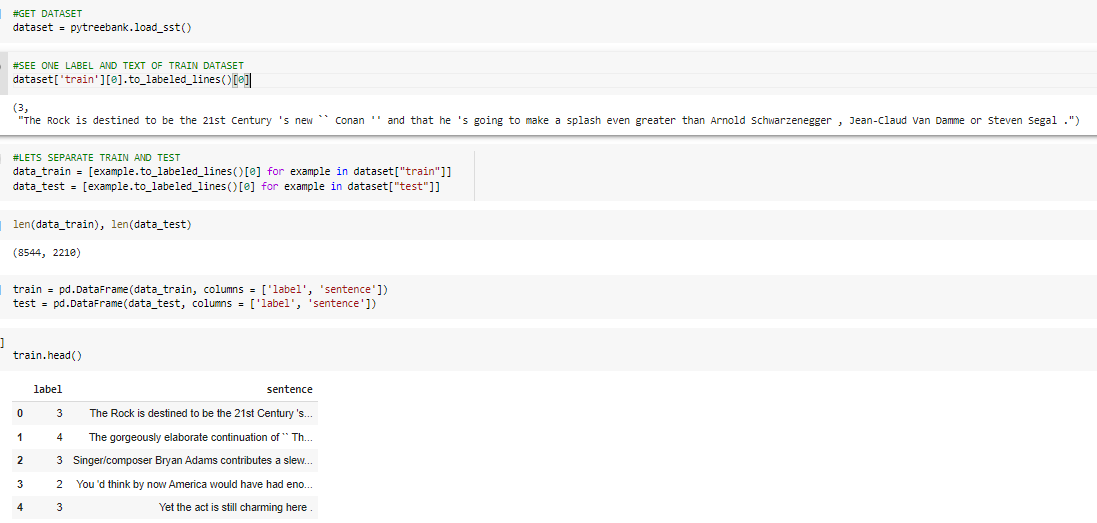 #GET DATASET
dataset = pytreebank.load_sst()
#SEE ONE LABEL AND TEXT OF TRAIN DATASET
dataset['train'][0].to_labeled_lines()[0]
(3,
"The Rock is destined to be the 21st Century 's new `` Conan '' and that he 's going to make a splash even greater than Arnold Schwarzenegger , Jean-Claud Van Damme or Steven Segal .")
#LETS SEPARATE TRAIN AND TEST
data_train = [example.to_labeled_lines()[0] for example in dataset["train"]]
data_test = [example.to_labeled_lines()[0] for example in dataset["test"]]
len(data_train), len(data_test)
(8544, 2210)
train = pd.DataFrame(data_train, columns = ['label', 'sentence'])
test = pd.DataFrame(data_test, columns = ['label', 'sentence'])
]
train.head()
label sentence
0 3 The Rock is destined to be the 21st Century 's...
1 4 The gorgeously elaborate continuation of `` Th...
2 3 Singer/composer Bryan Adams contributes a slew...
3 2 You 'd think by now America would have had eno...
4 3 Yet the act is still charming here .